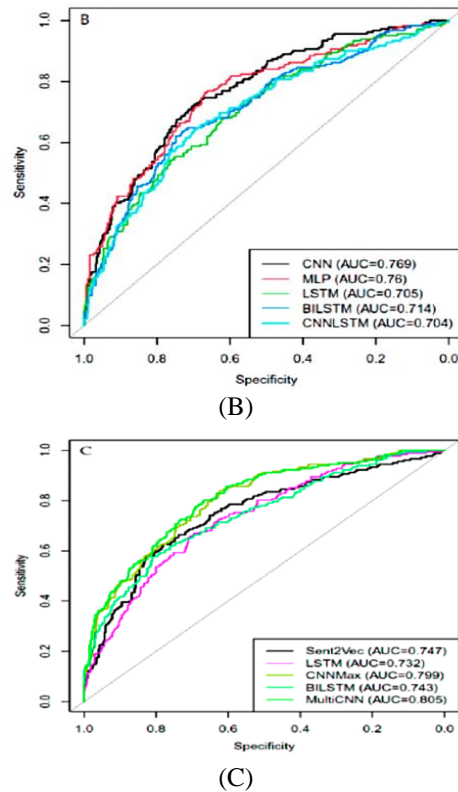 B
Sensitivity
1.0
0.8
0.6
0.4
0.2
0.0
CNN (AUC=0.769)
MLP (AUC=0.76)
LSTM (AUC=0.705)
BILSTM (AUC=0.714)
CNNLSTM (AUC=0.704)
1.0 0.8 0.6 0.4 0.2 0.0
Specificity
(B)
C
Sensitivity
1.0
0.8
0.6
0.4
0.2
0.0
Sent2Vec (AUC=0.747)
LSTM (AUC=0.732)
CNNMax (AUC=0.799)
BILSTM (AUC=0.743)
MultiCNN (AUC=0.805)
1.0 0.8 0.6 0.4 0.2 0.0
Specificity
(C)